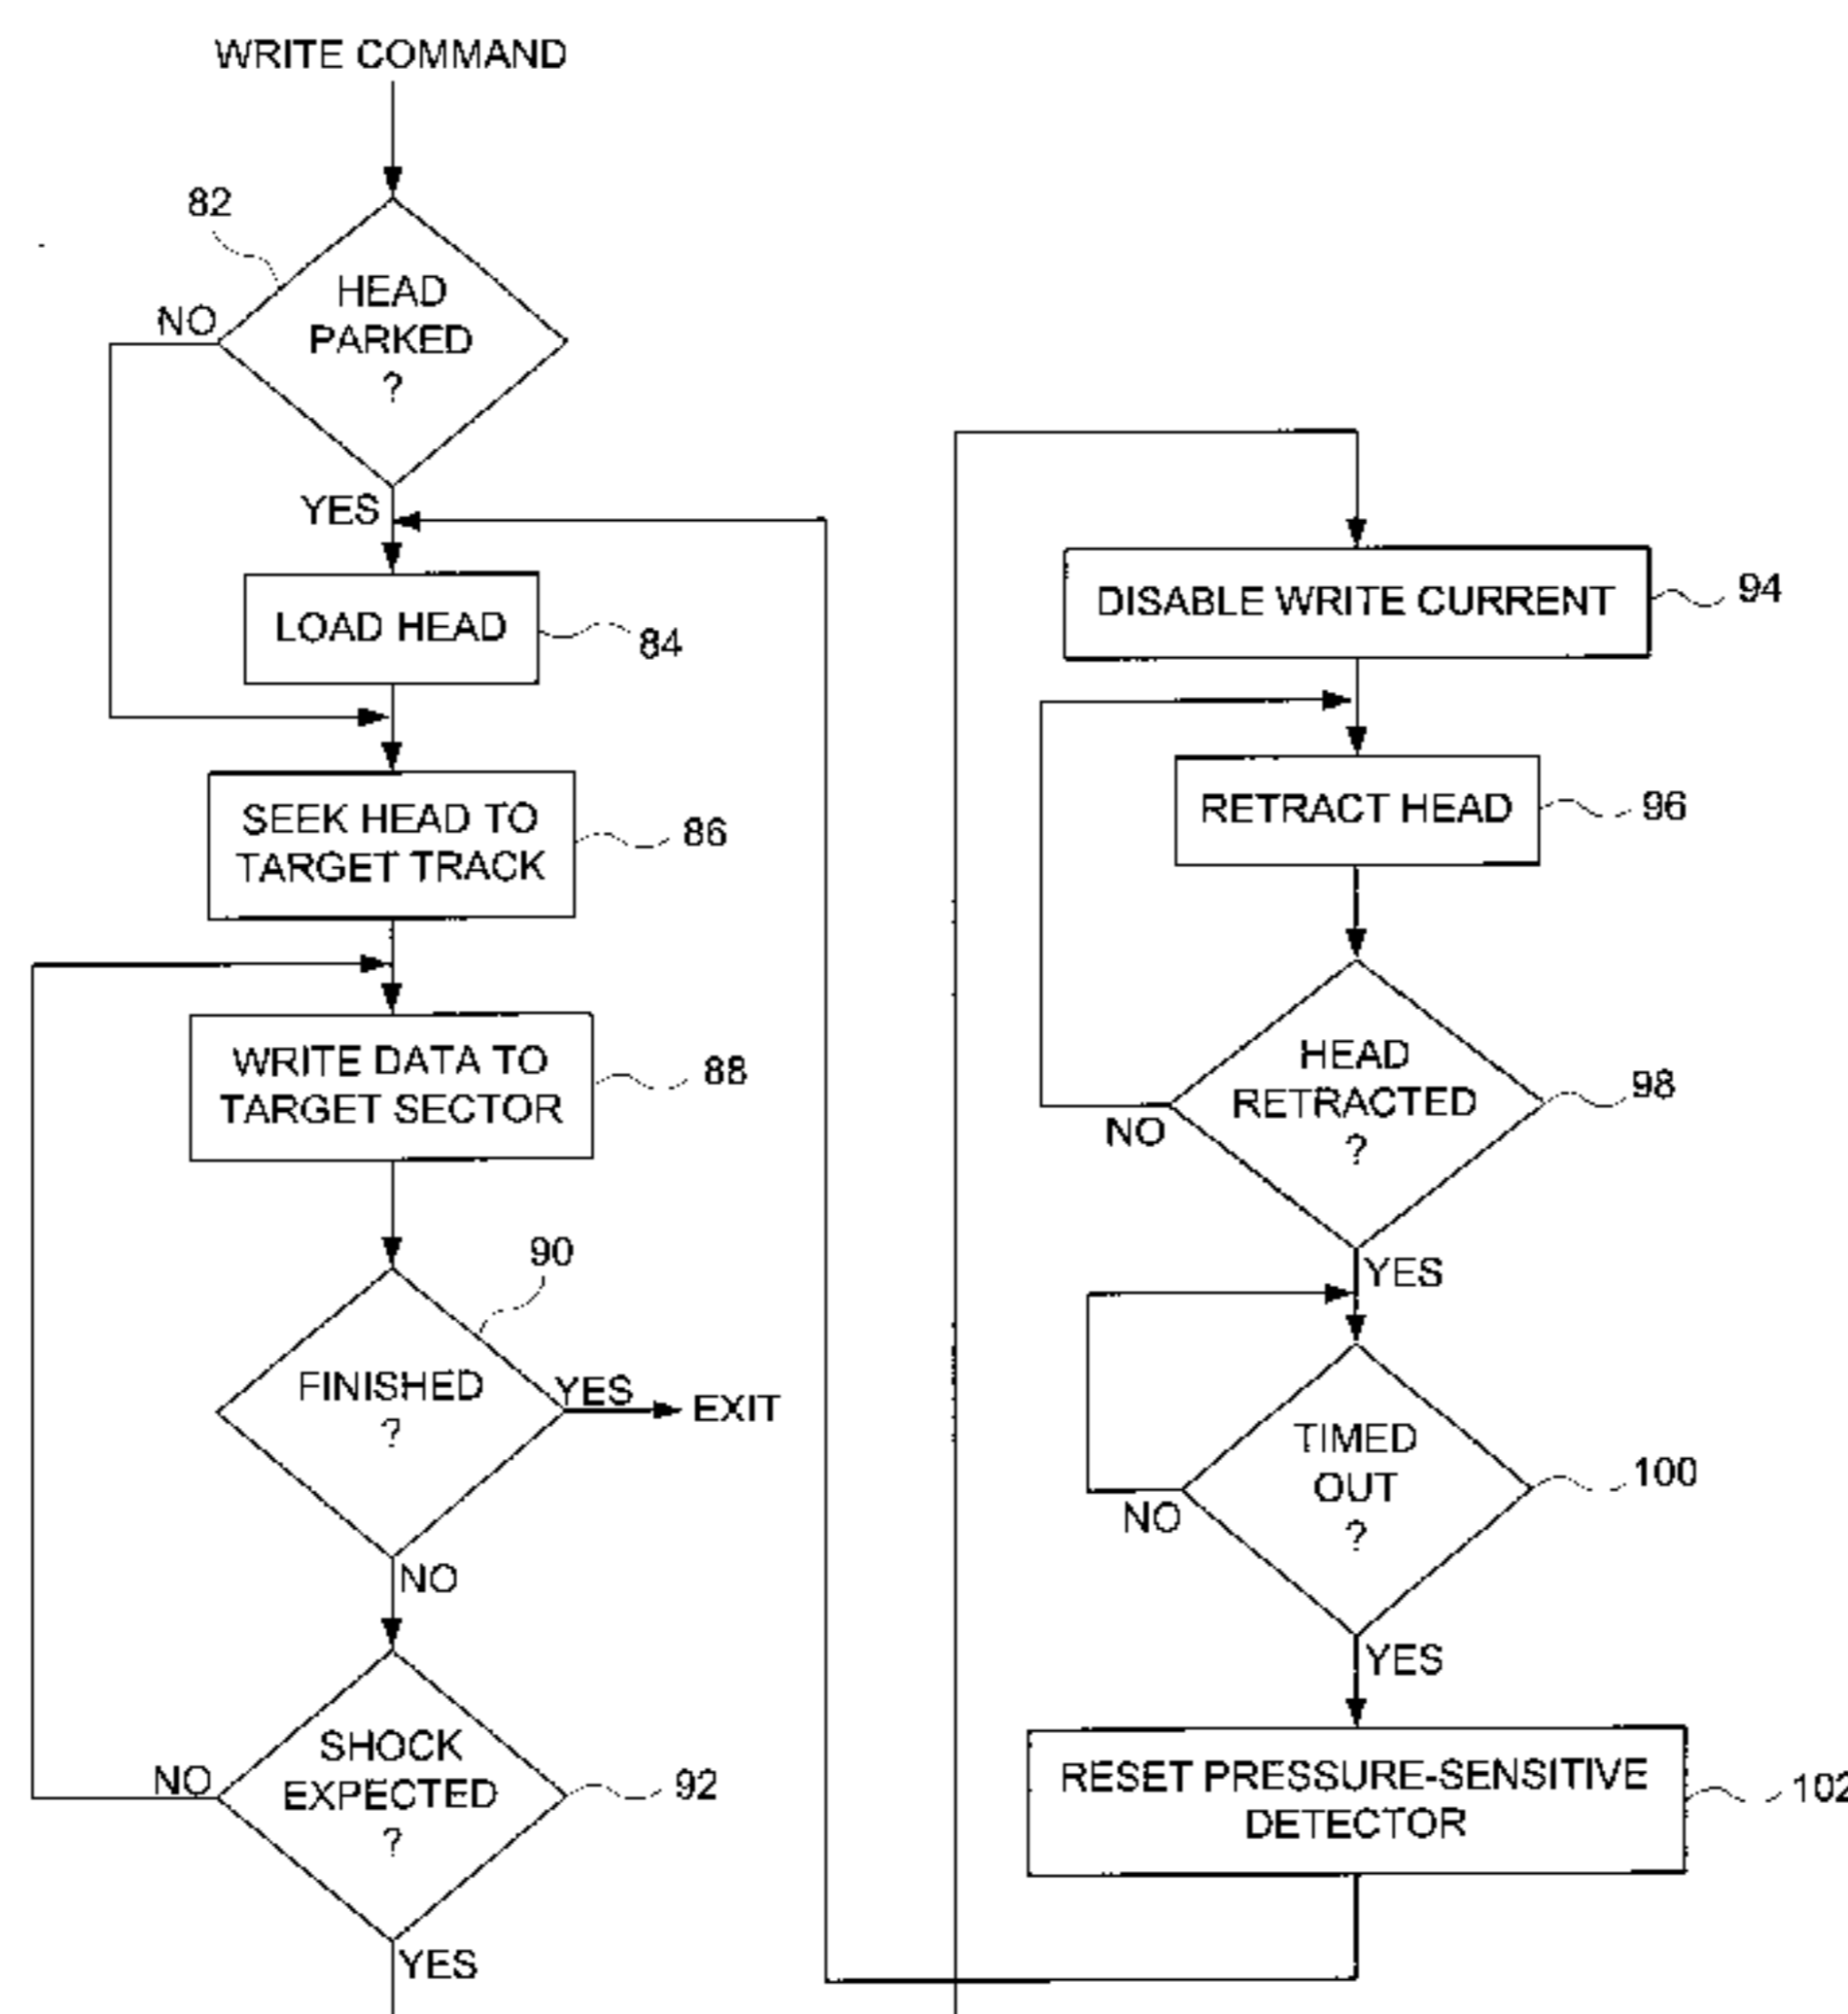 WRITE COMMAND
82
HEAD
PARKED
?
NO
YES
LOAD HEAD
84
SEEK HEAD TO
TARGET TRACK
86
WRITE DATA TO
TARGET SECTOR
88
90
FINISHED
?
YES
EXIT
NO
SHOCK
EXPECTED
?
92
NO
YES
DISABLE WRITE CURRENT
94
RETRACT HEAD
96
HEAD
RETRACTED
?
98
NO
YES
TIMED
OUT
?
100
NO
YES
RESET PRESSURE-SENSITIVE
DETECTOR
102